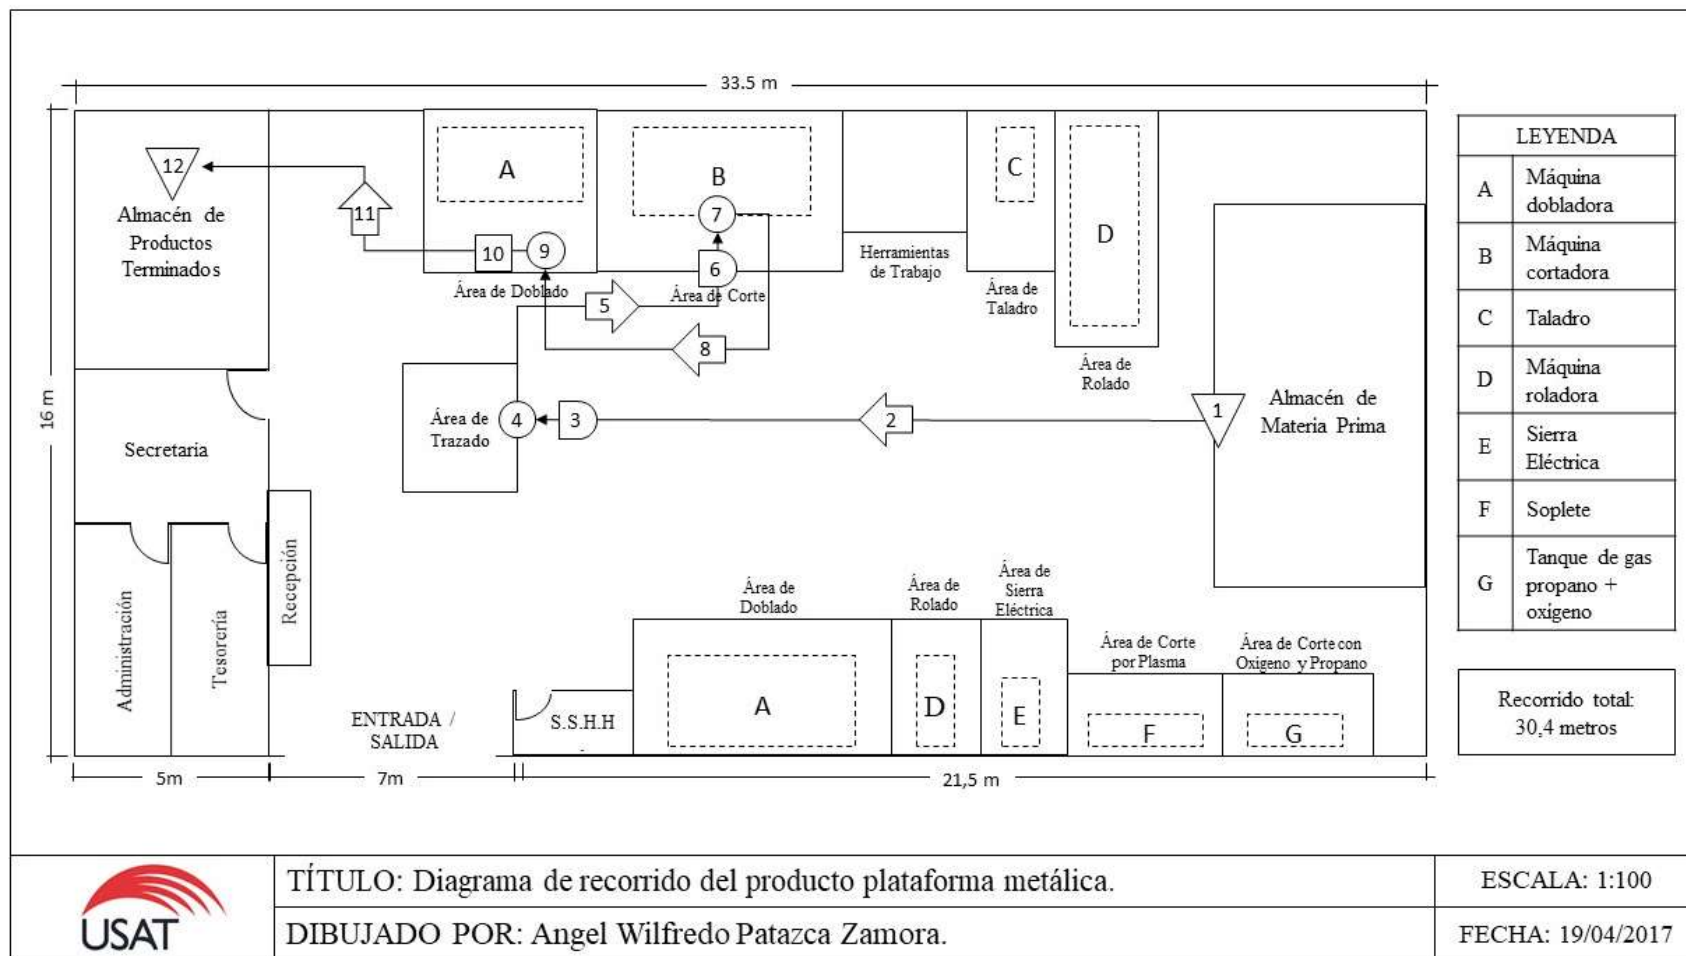 33.5 m
16 m
12
Almacén de
Productos
Terminados
11
A
10
9
Área de Doblado
B
7
6
Área de Corte
5
8
Herramientas
de Trabajo
C
Área de
Taladro
D
Área de
Rolado
Área de
Trazado
4
3
2
1
Almacén de
Materia Prima
Secretaria
Administración
Tesorería
Recepción
ENTRADA /
SALIDA
S.S.H.H
.
Área de
Doblado
A
Área de
Rolado
D
Área de
Sierra
Eléctrica
E
Área de Corte
por Plasma
F
Área de Corte con
Oxigeno y Propano
G
5m
7m
21,5 m
LEYENDA
A Máquina
dobladora
B Máquina
cortadora
C Taladro
D Máquina
roladora
E Sierra
Eléctrica
F Soplete
G Tanque de gas
propano +
oxígeno
Recorrido total:
30,4 metros
USAT
TÍTULO: Diagrama de recorrido del producto plataforma metálica.
ESCALA: 1:100
DIBUJADO POR: Angel Wilfredo Patazca Zamora.
FECHA: 19/04/2017